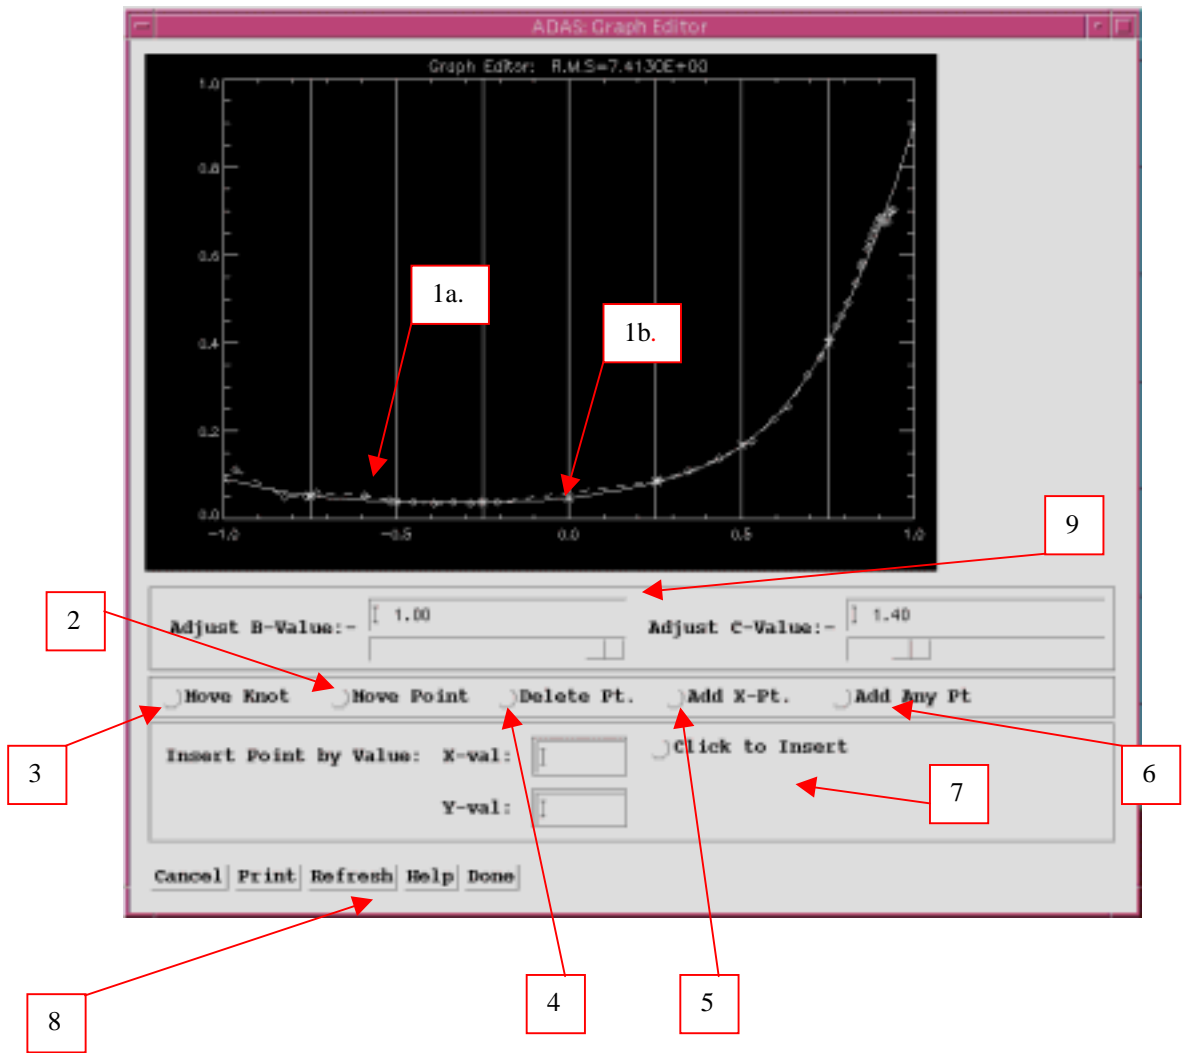 ADAS: Graph Editor
Graph Editor: R.M.S=7.4130E+00
1.0
0.8
0.6
0.4
0.2
0.0
-1.0 -0.5 0.0 0.5 1.0
1a.
1b.
9
2
Adjust B-Value:- 1.00 Adjust C-Value:- 1.40
Move Knot Move Point Delete Pt. Add X-Pt. Add Any Pt
3
Insert Point by Value: X-val: Click to Insert
6
7
Y-val:
Cancel Print Refresh Help Done
8
4
5